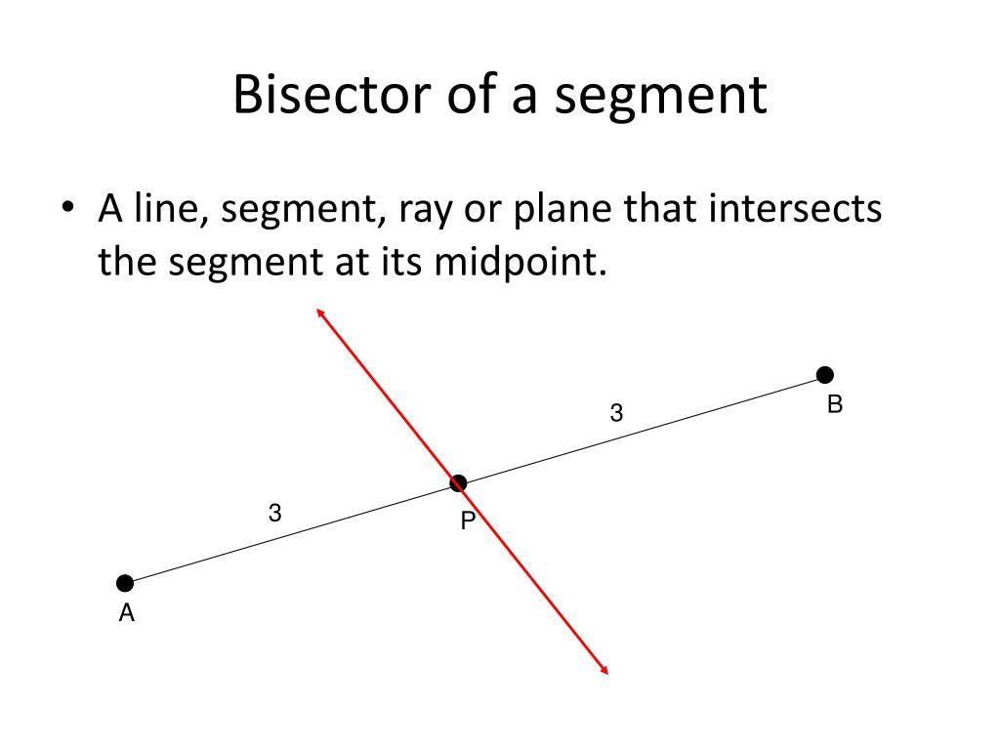 Bisector of a segment
• A line, segment, ray or plane that intersects
the segment at its midpoint.
B
3
3
P
A